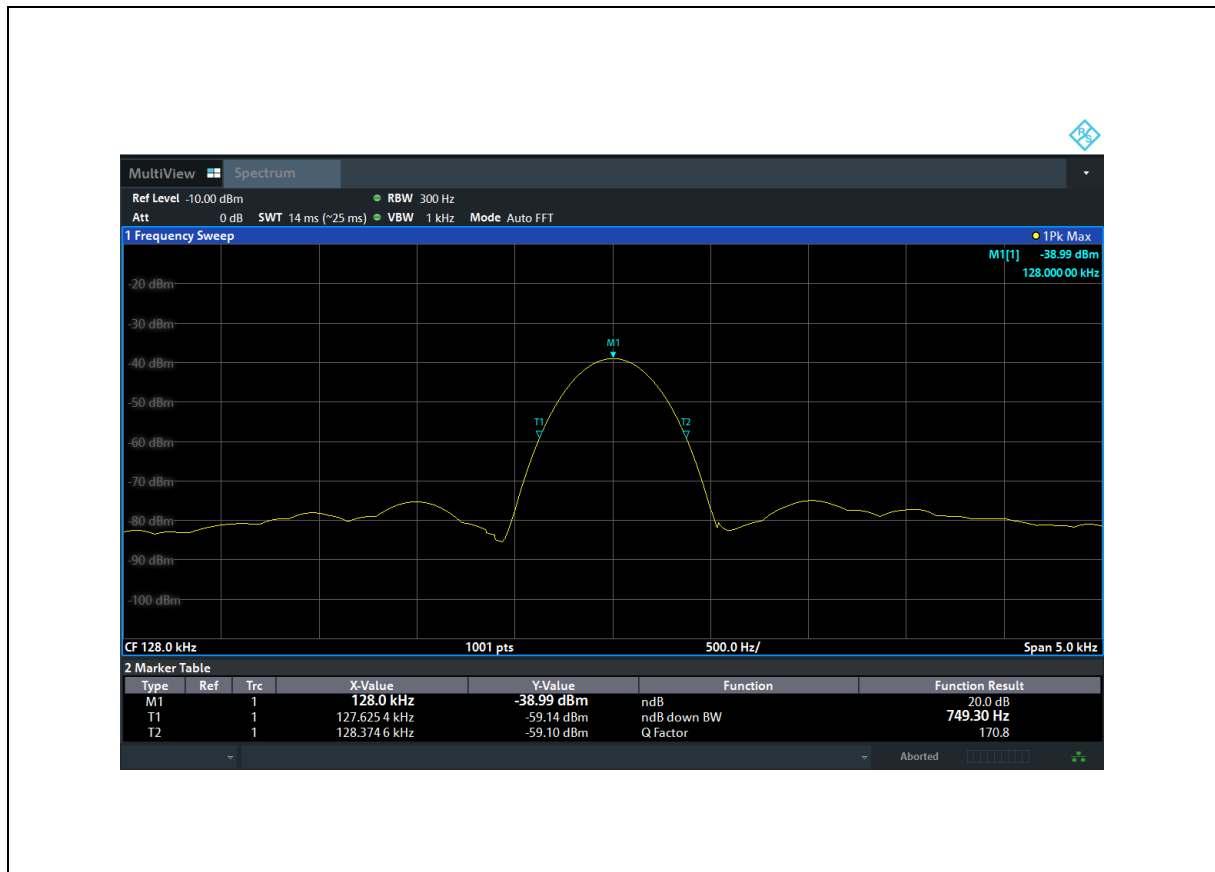 R&S
MultiView Spectrum
Ref Level -10.00 dBm RBW 300 Hz
Att 0 dB SWT 14 ms (~25 ms) VBW 1 kHz Mode Auto FFT
1 Frequency Sweep 1Pk Max
M1[1] -38.99 dBm
128.000 00 kHz
-20 dBm
-30 dBm
M1
-40 dBm
-50 dBm
T1 T2
-60 dBm
-70 dBm
-80 dBm
-90 dBm
-100 dBm
CF 128.0 kHz 1001 pts 500.0 Hz/ Span 5.0 kHz
2 Marker Table
Type Ref Trc X-Value Y-Value Function Function Result
M1 1 128.0 kHz -38.99 dBm ndB 20.0 dB
T1 1 127.625 4 kHz -59.14 dBm ndB down BW 749.30 Hz
T2 1 128.374 6 kHz -59.10 dBm Q Factor 170.8
Aborted